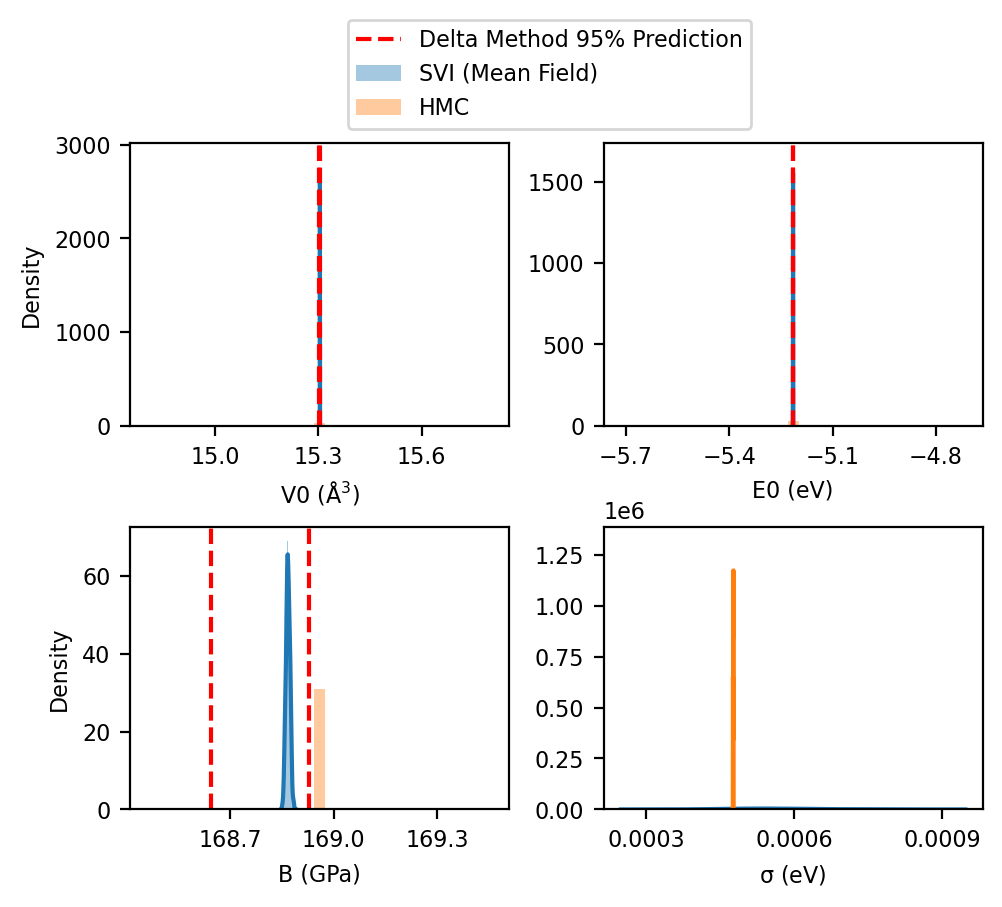 Delta Method 95% Prediction
SVI (Mean Field)
HMC
3000
2000
1000
0
Density
15.0 15.3 15.6
V0 (Å³)
1500
1000
500
0
−5.7 −5.4 −5.1 −4.8
E0 (eV)
60
40
20
0
Density
168.7 169.0 169.3
B (GPa)
1e6
1.25
1.00
0.75
0.50
0.25
0.00
0.0003 0.0006 0.0009
σ (eV)